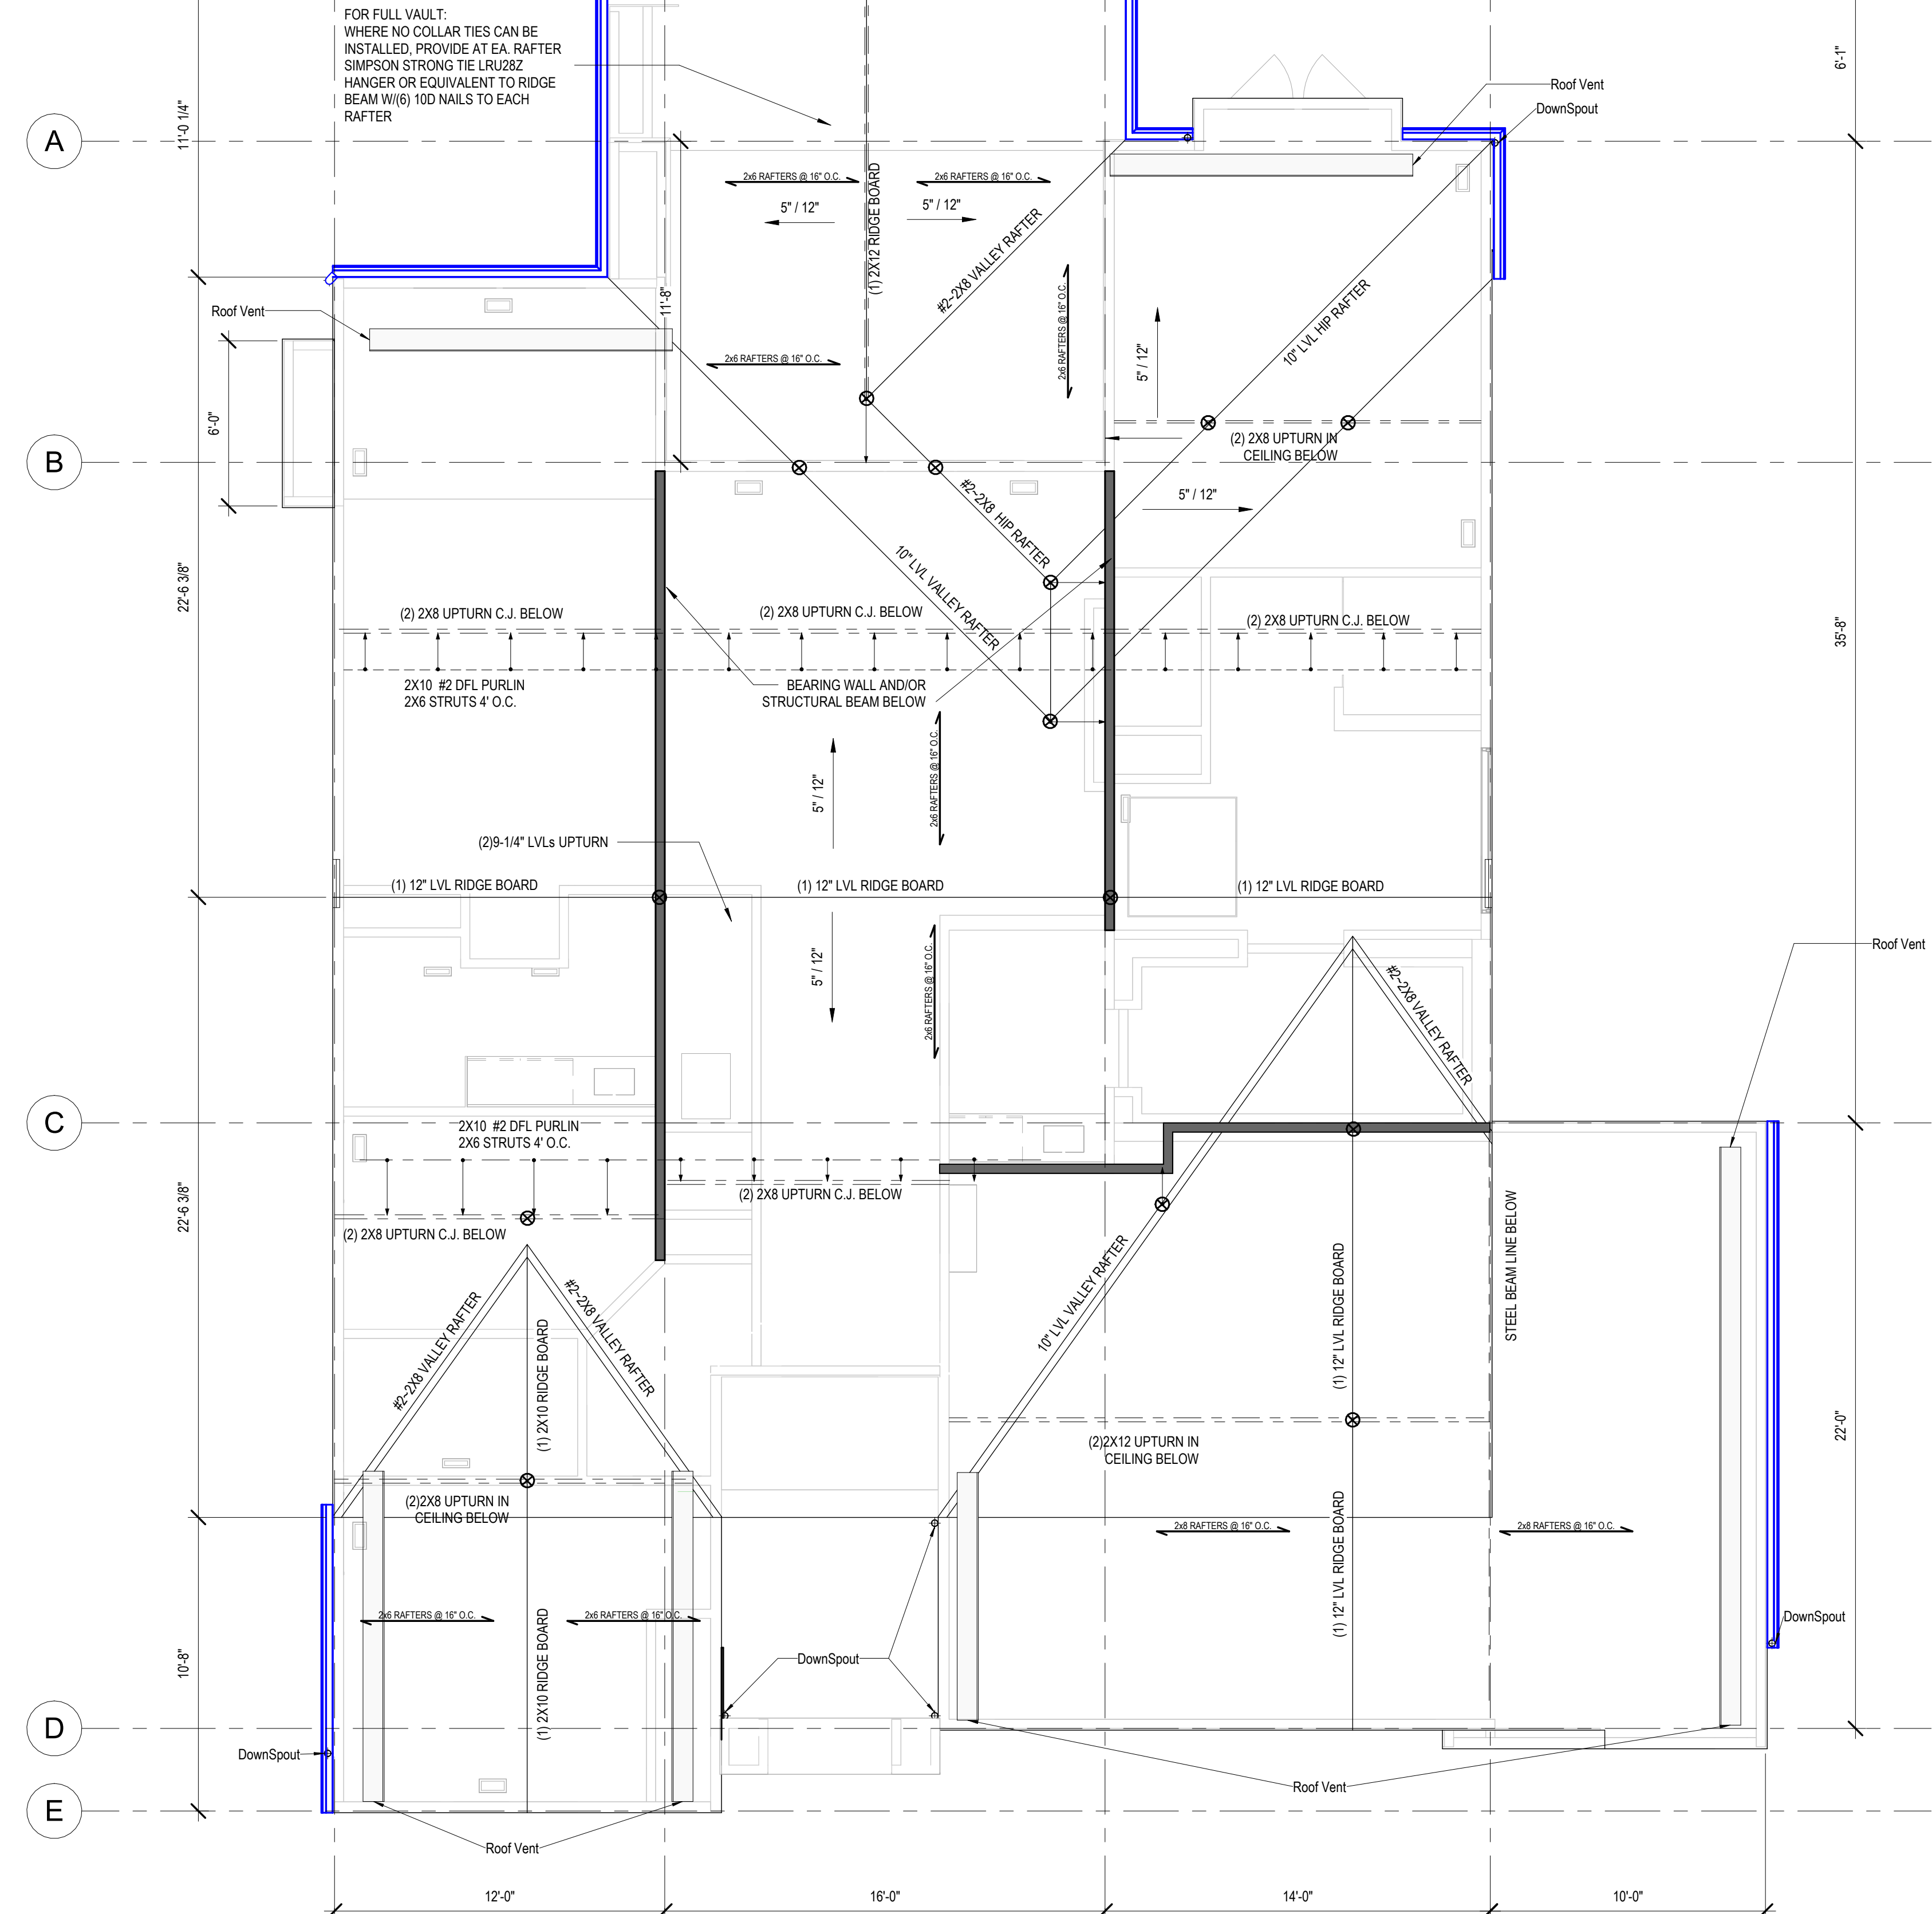 FOR FULL VAULT:
WHERE NO COLLAR TIES CAN BE
INSTALLED, PROVIDE AT EA. RAFTER
SIMPSON STRONG TIE LRU28Z
HANGER OR EQUIVALENT TO RIDGE
BEAM W/(6) 10D NAILS TO EACH
RAFTER
6'-1"
Roof Vent
DownSpout
A
11'-0 1/4"
2x6 RAFTERS @ 16" O.C.
2x6 RAFTERS @ 16" O.C.
5" / 12"
5" / 12"
(1) 2X12 RIDGE BOARD
#2~2X8 VALLEY RAFTER
11'-8"
2x6 RAFTERS @ 16" O.C.
10" LVL HIP RAFTER
Roof Vent
5" / 12"
2x6 RAFTERS @ 16" O.C.
6'-0"
B
(2) 2X8 UPTURN IN
CEILING BELOW
5" / 12"
#2~2X8 HIP RAFTER
10" LVL VALLEY RAFTER
22'-6 3/8"
(2) 2X8 UPTURN C.J. BELOW
(2) 2X8 UPTURN C.J. BELOW
(2) 2X8 UPTURN C.J. BELOW
35'-8"
2X10 #2 DFL PURLIN
2X6 STRUTS 4' O.C.
BEARING WALL AND/OR
STRUCTURAL BEAM BELOW
2x6 RAFTERS @ 16" O.C.
5" / 12"
(2)9-1/4" LVLs UPTURN
(1) 12" LVL RIDGE BOARD
(1) 12" LVL RIDGE BOARD
(1) 12" LVL RIDGE BOARD
5" / 12"
2x6 RAFTERS @ 16" O.C.
Roof Vent
#2~2X8 VALLEY RAFTER
C
2X10 #2 DFL PURLIN
2X6 STRUTS 4' O.C.
22'-6 3/8"
(2) 2X8 UPTURN C.J. BELOW
(2) 2X8 UPTURN C.J. BELOW
STEEL BEAM LINE BELOW
10" LVL VALLEY RAFTER
(1) 12" LVL RIDGE BOARD
#2~2X8 VALLEY RAFTER
#2~2X8 VALLEY RAFTER
(1) 2X10 RIDGE BOARD
22'-0"
(2)2X12 UPTURN IN
CEILING BELOW
(2)2X8 UPTURN IN
CEILING BELOW
(1) 12" LVL RIDGE BOARD
2x8 RAFTERS @ 16" O.C.
2x8 RAFTERS @ 16" O.C.
2x6 RAFTERS @ 16" O.C.
2x6 RAFTERS @ 16" O.C.
(1) 2X10 RIDGE BOARD
DownSpout
10'-8"
DownSpout
D
DownSpout
Roof Vent
E
Roof Vent
12'-0"
16'-0"
14'-0"
10'-0"